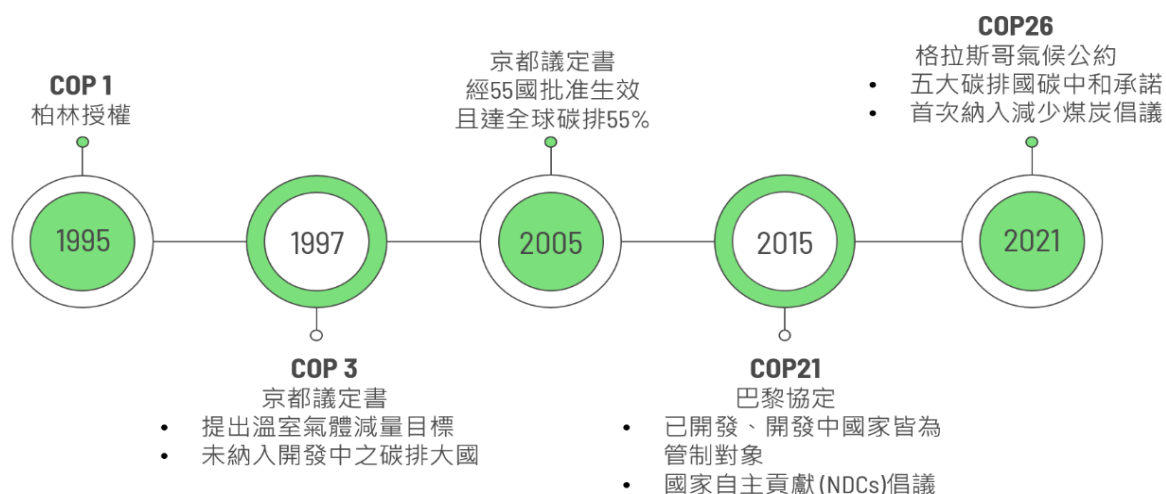 COP 1
柏林授權
1995
1997
COP 3
京都議定書
• 提出溫室氣體減量目標
• 未納入開發中之碳排大國
京都議定書
經55國批准生效
且達全球碳排55%
2005
2015
COP21
巴黎協定
• 已開發、開發中國家皆為
管制對象
• 國家自主貢獻(NDCs)倡議
COP26
格拉斯哥氣候公約
• 五大碳排國碳中和承諾
• 首次納入減少煤炭倡議
2021